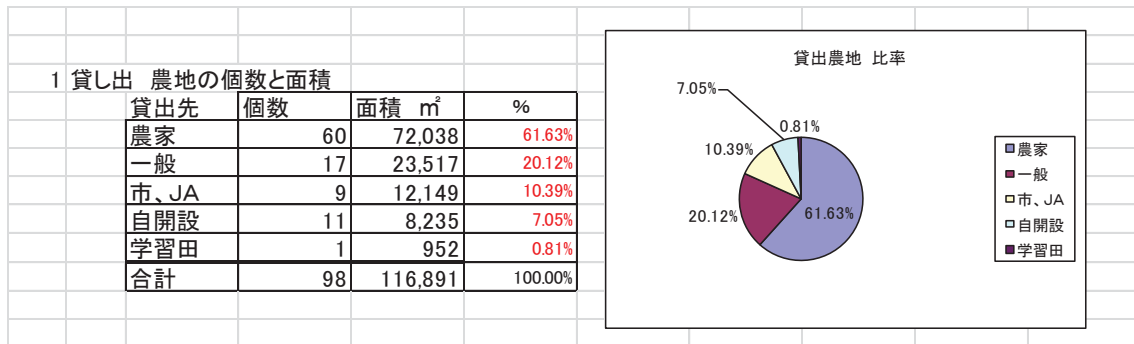 1 貸し出　農地の個数と面積
貸出先 個数 面積　㎡ %
農家 60 72,038 61.63%
一般 17 23,517 20.12%
市、JA 9 12,149 10.39%
自開設 11 8,235 7.05%
学習田 1 952 0.81%
合計 98 116,891 100.00%
貸出農地 比率
7.05%
0.81%
10.39%
20.12%
61.63%
農家
一般
市、JA
自開設
学習田